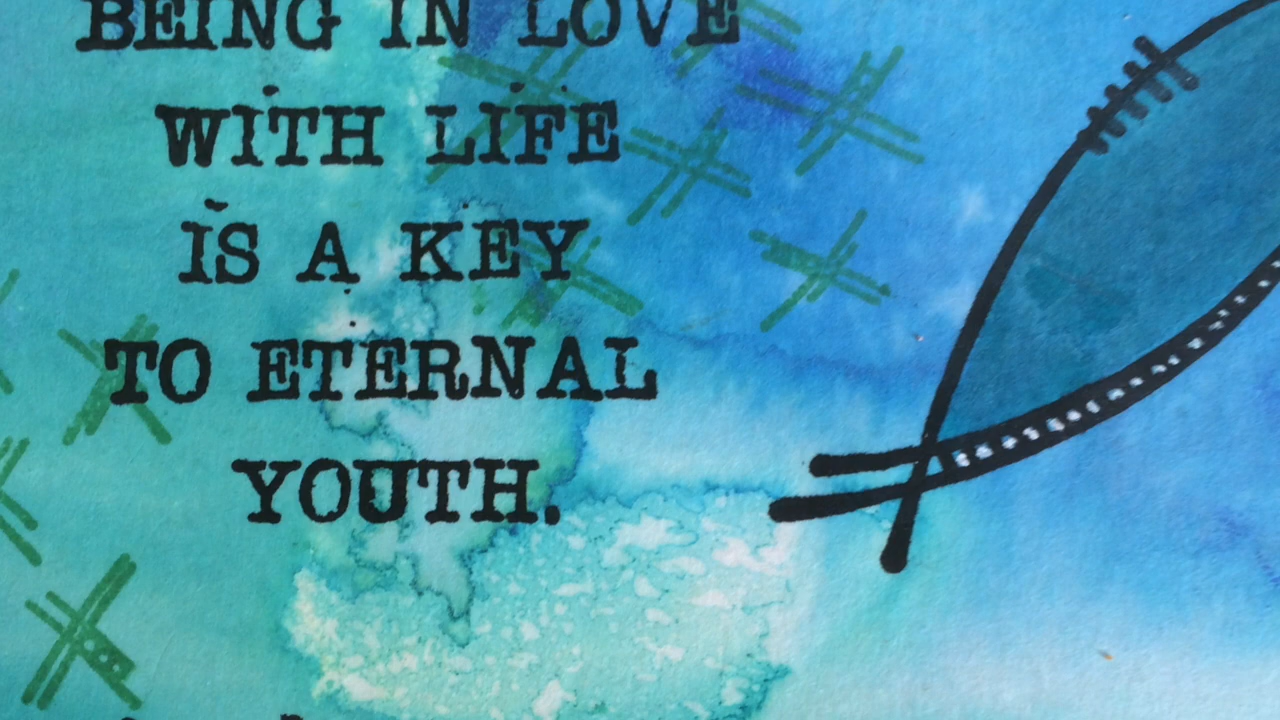 BEING IN LOVE
WITH LIFE
IS A KEY
TO ETERNAL
YOUTH.